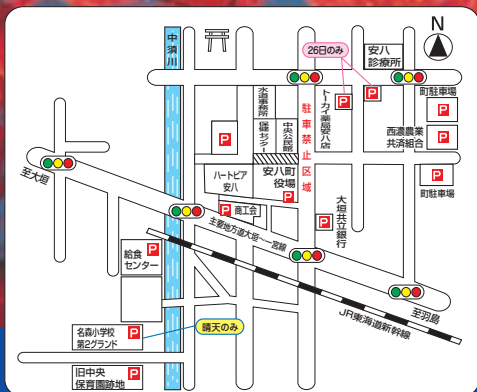 N
中須川
26日のみ
安八
診療所
P
P
町駐車場
P
水道事務所
保健センター
中央公民館
駐車禁止区域
トーカイ薬局安八店
P
西濃農業
共済組合
P
至大垣
ハートピア
安八
安八町
役場
P
P
町駐車場
P
商工会
P
大垣共立銀行
主要地方道大垣～一宮線
給食
センター
P
至羽島
JR東海道新幹線
名森小学校
第2グランド
P
晴天のみ
旧中央
保育園跡地
P